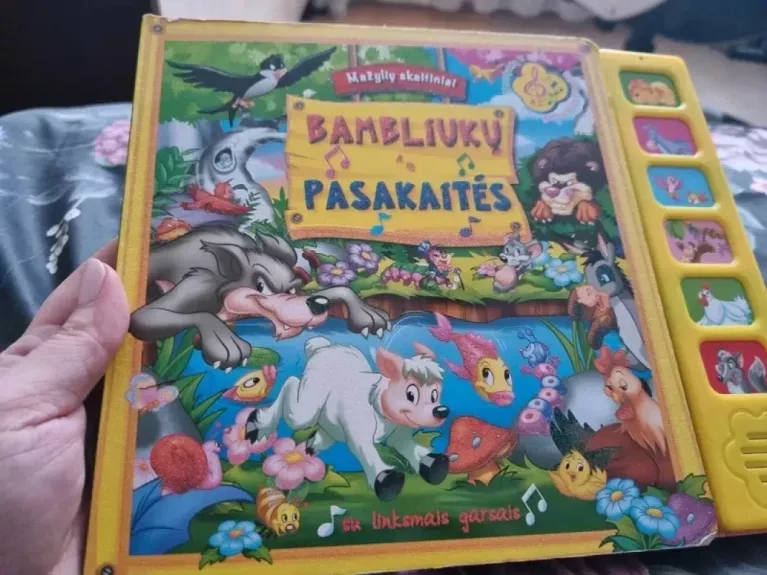 Mažylių skaitiniai
BAMBLIUKŲ
PASAKAITĖS
su linksmais garsais